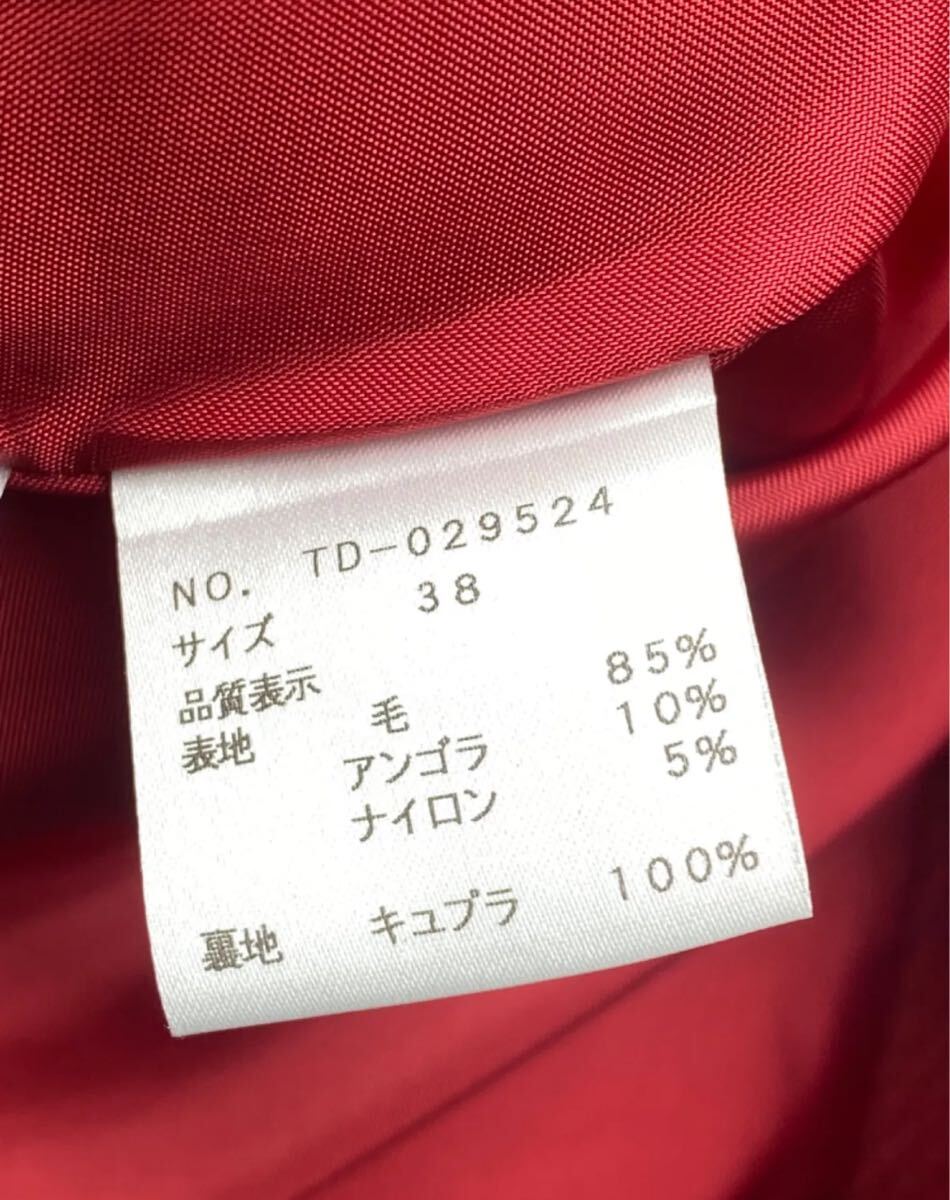 NO. TD-029524
サイズ 38
品質表示
表地 毛 85%
アンゴラ 10%
ナイロン 5%
裏地 キュプラ 100%